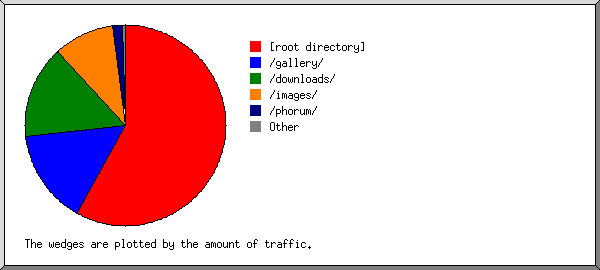 [root directory]
/gallery/
/downloads/
/images/
/phorum/
Other
The wedges are plotted by the amount of traffic.